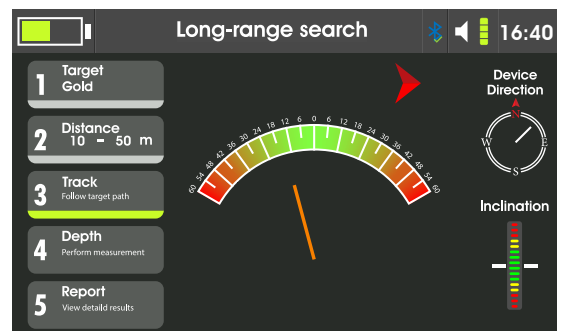 Long-range search
16:40
1 Target
Gold
2 Distance
10 - 50 m
3 Track
Follow target path
4 Depth
Perform measurement
5 Report
View detaild results
60 54 48 42 36 30 24 18 12 6 0 6 12 18 24 30 36 42 48 54 60
Device
Direction
N
W E
S
Inclination